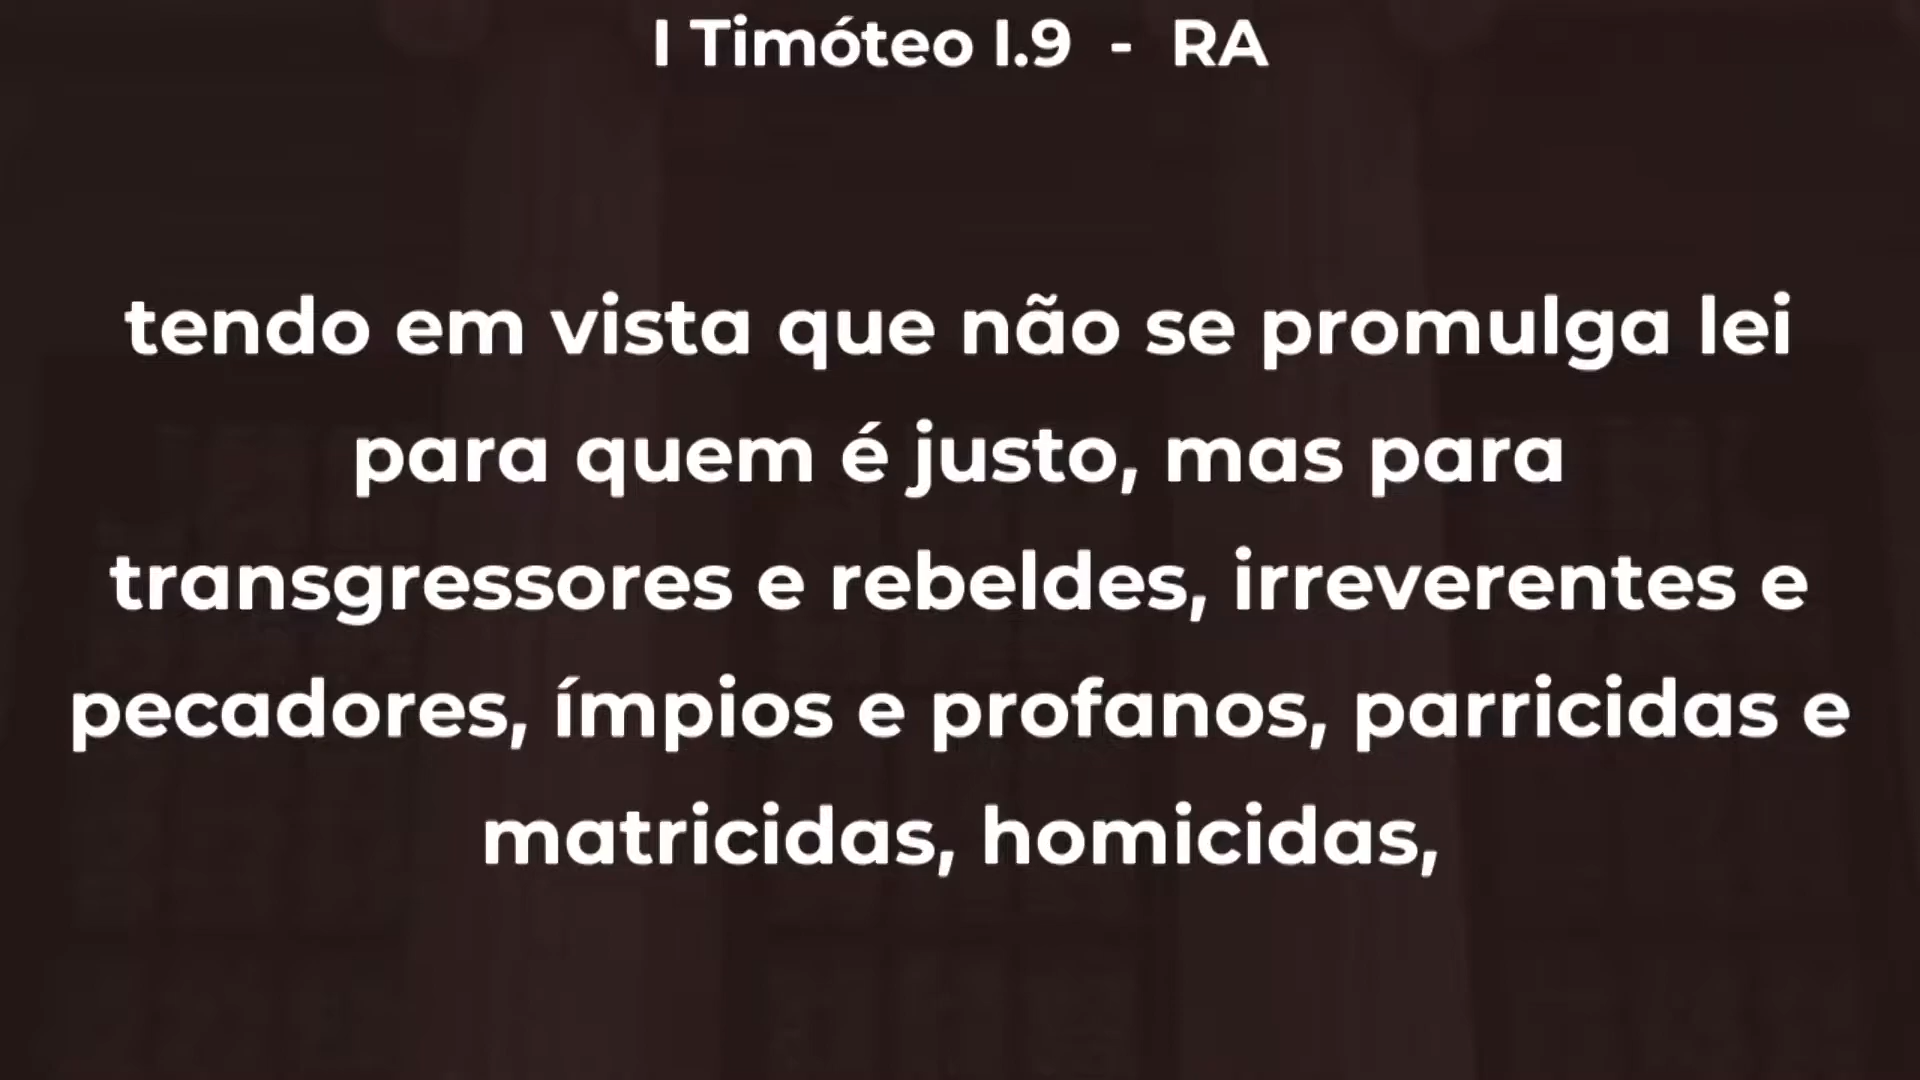 I Timóteo I.9 - RA
tendo em vista que não se promulga lei
para quem é justo, mas para
transgressores e rebeldes, irreverentes e
pecadores, ímpios e profanos, parricidas e
matricidas, homicidas,